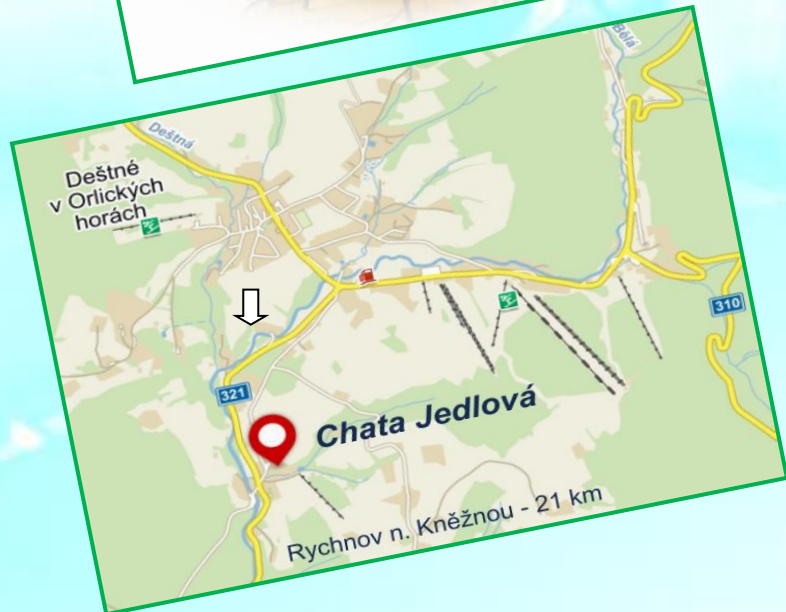 Bělá
Deštná
Deštné
v Orlických
horách
310
321
Chata Jedlová
Rychnov n. Kněžnou - 21 km